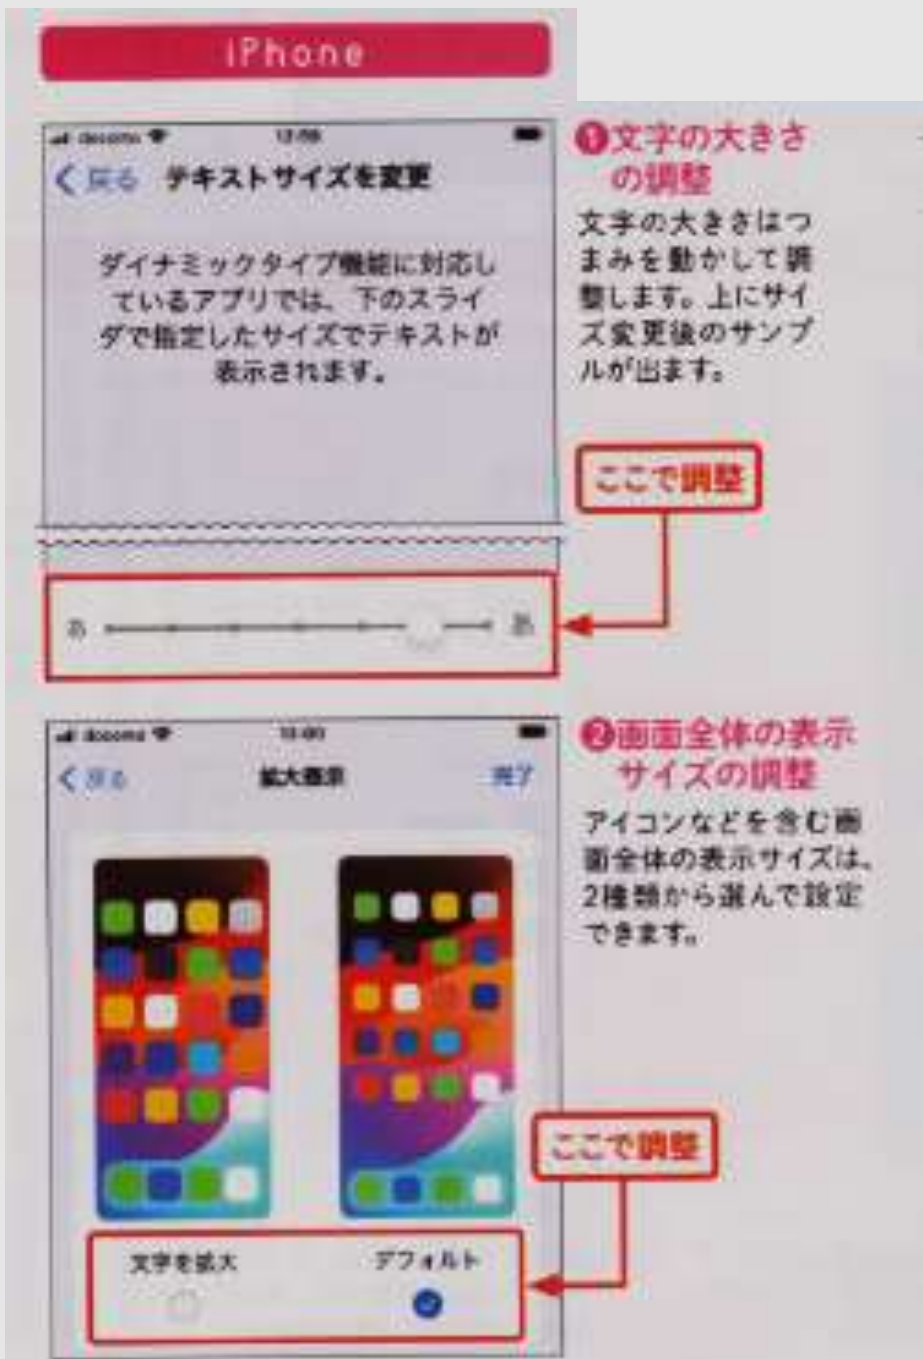 iPhone
docomo
12:59
く戻る テキストサイズを変更
ダイナミックタイプ機能に対応し
ているアプリでは、下のスライ
ダで指定したサイズでテキストが
表示されます。
❶文字の大きさ
の調整
文字の大きさはつ
まみを動かして調
整します。上にサイ
ズ変更後のサンプ
ルが出ます。
ここで調整
あ あ
docomo
13:00
く戻る 拡大表示 完了
❷画面全体の表示
サイズの調整
アイコンなどを含む画
面全体の表示サイズは、
2種類から選んで設定
できます。
ここで調整
文字を拡大 デフォルト